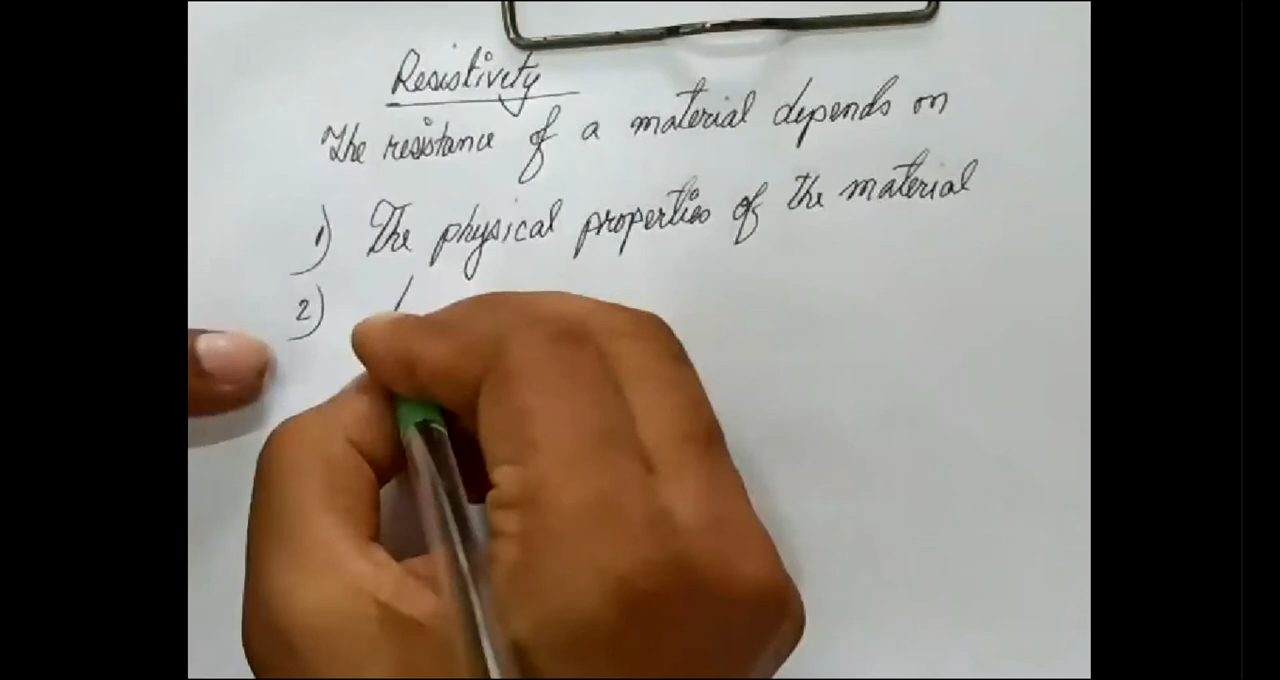 Resistivity
The resistance of a material depends on
1) The physical properties of the material
2)